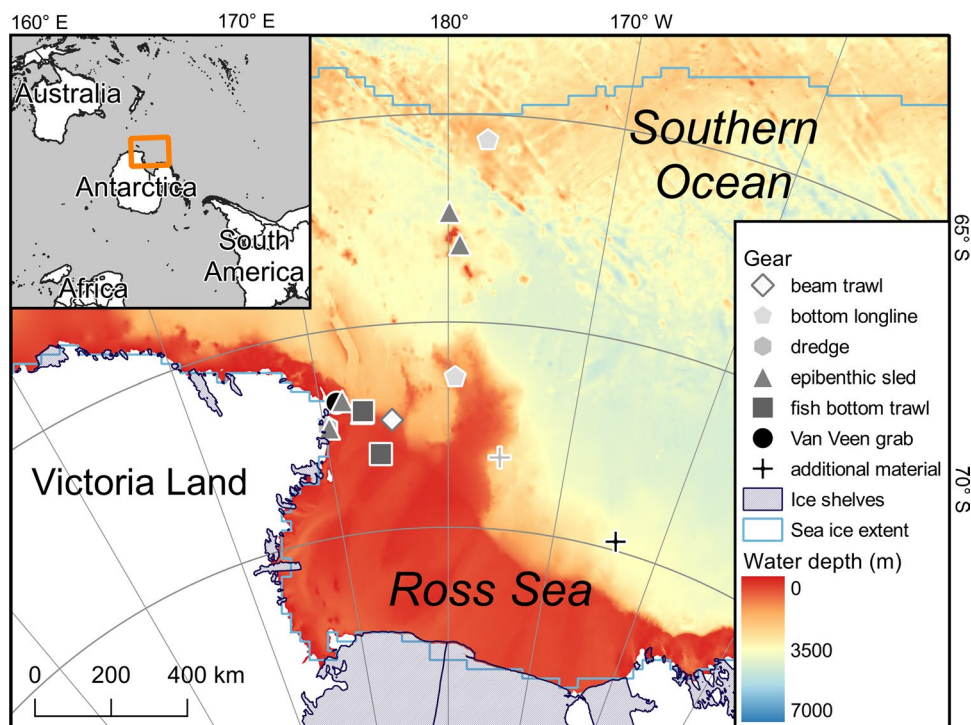 160° E
170° E
180°
170° W
Australia
Antarctica
South
America
Africa
Southern
Ocean
65° S
70° S
Victoria Land
Ross Sea
0
200
400 km
Gear
beam trawl
bottom longline
dredge
epibenthic sled
fish bottom trawl
Van Veen grab
additional material
Ice shelves
Sea ice extent
Water depth (m)
0
3500
7000